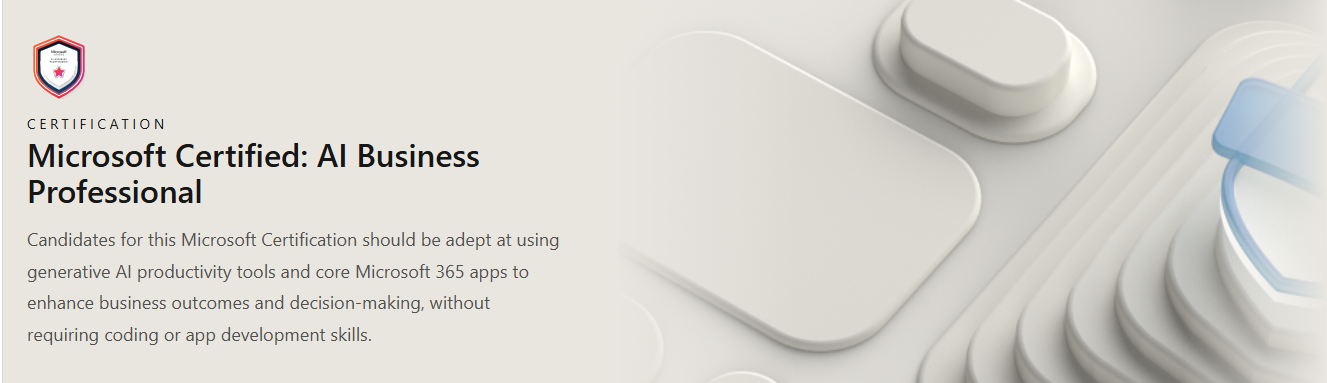 Microsoft
CERTIFICATION
Microsoft Certified: AI Business
Professional
Candidates for this Microsoft Certification should be adept at using
generative AI productivity tools and core Microsoft 365 apps to
enhance business outcomes and decision-making, without
requiring coding or app development skills.